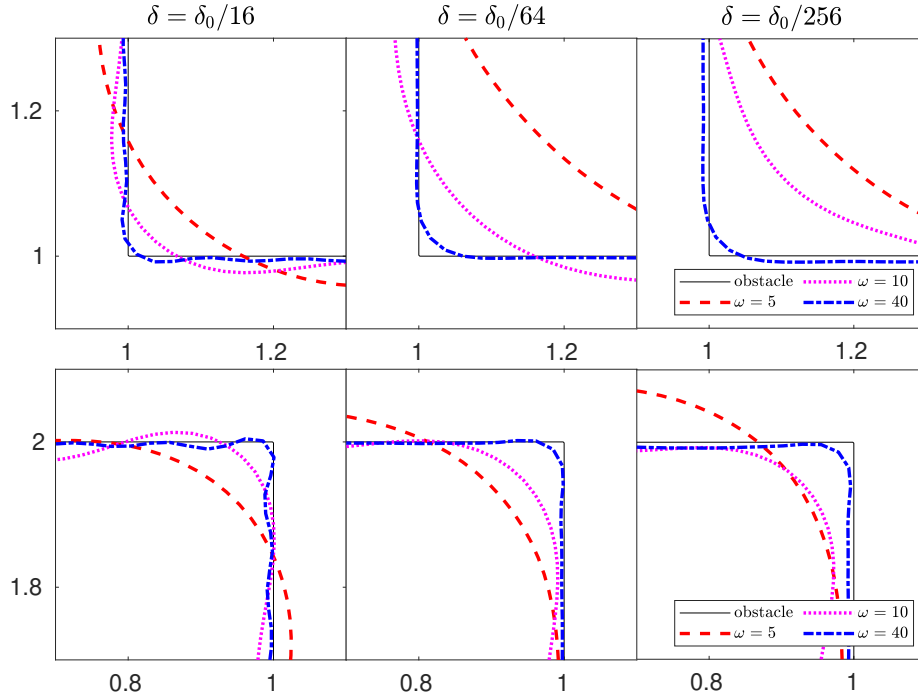 δ = δ₀/16 δ = δ₀/64 δ = δ₀/256
1.2
1
obstacle ω = 10
ω = 5 ω = 40
1 1.2 1 1.2 1 1.2
2
1.8
obstacle ω = 10
ω = 5 ω = 40
0.8 1 0.8 1 0.8 1